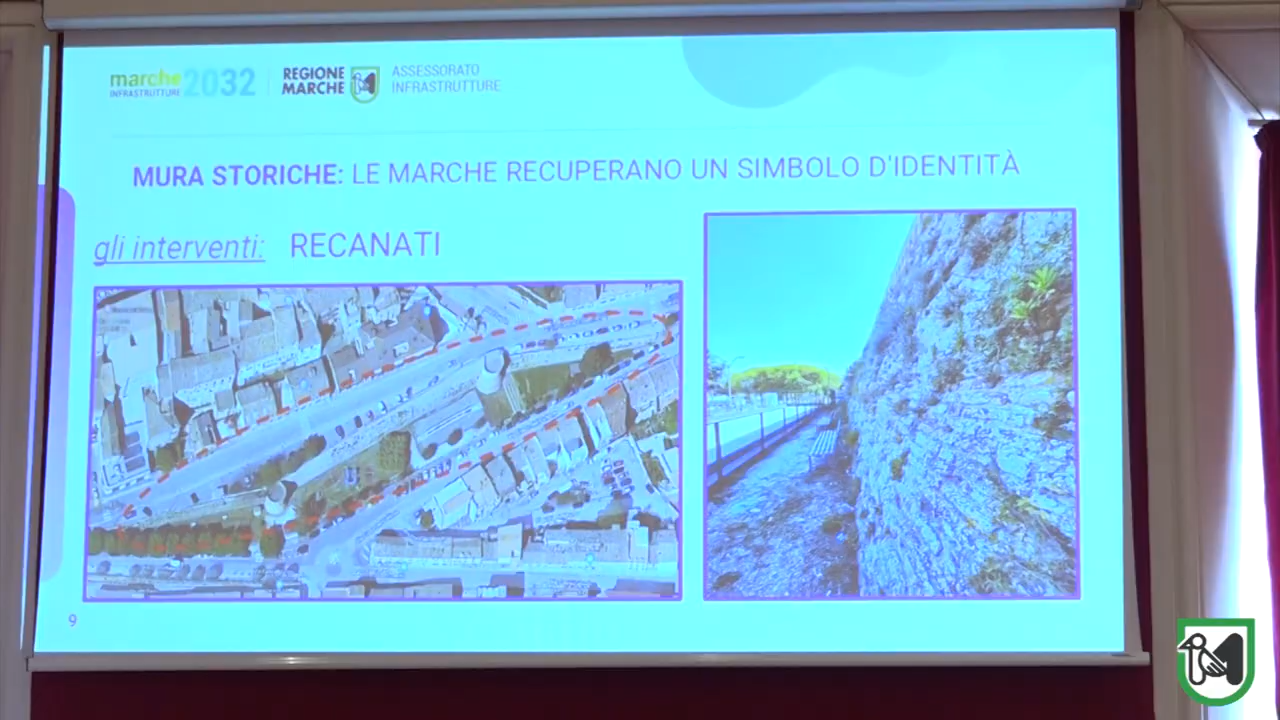 marche 2032
INFRASTRUTTURE
REGIONE
MARCHE
ASSESSORATO
INFRASTRUTTURE
MURA STORICHE: LE MARCHE RECUPERANO UN SIMBOLO D'IDENTITÀ
gli interventi: RECANATI
9